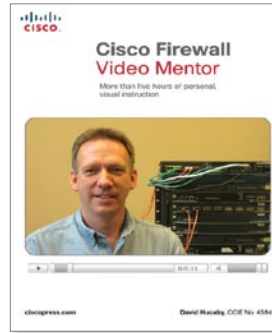 CISCO.
Cisco Firewall
Video Mentor
More than five hours of personal,
visual instruction
ciscopress.com
David Hucaby, CCIE No. 4594